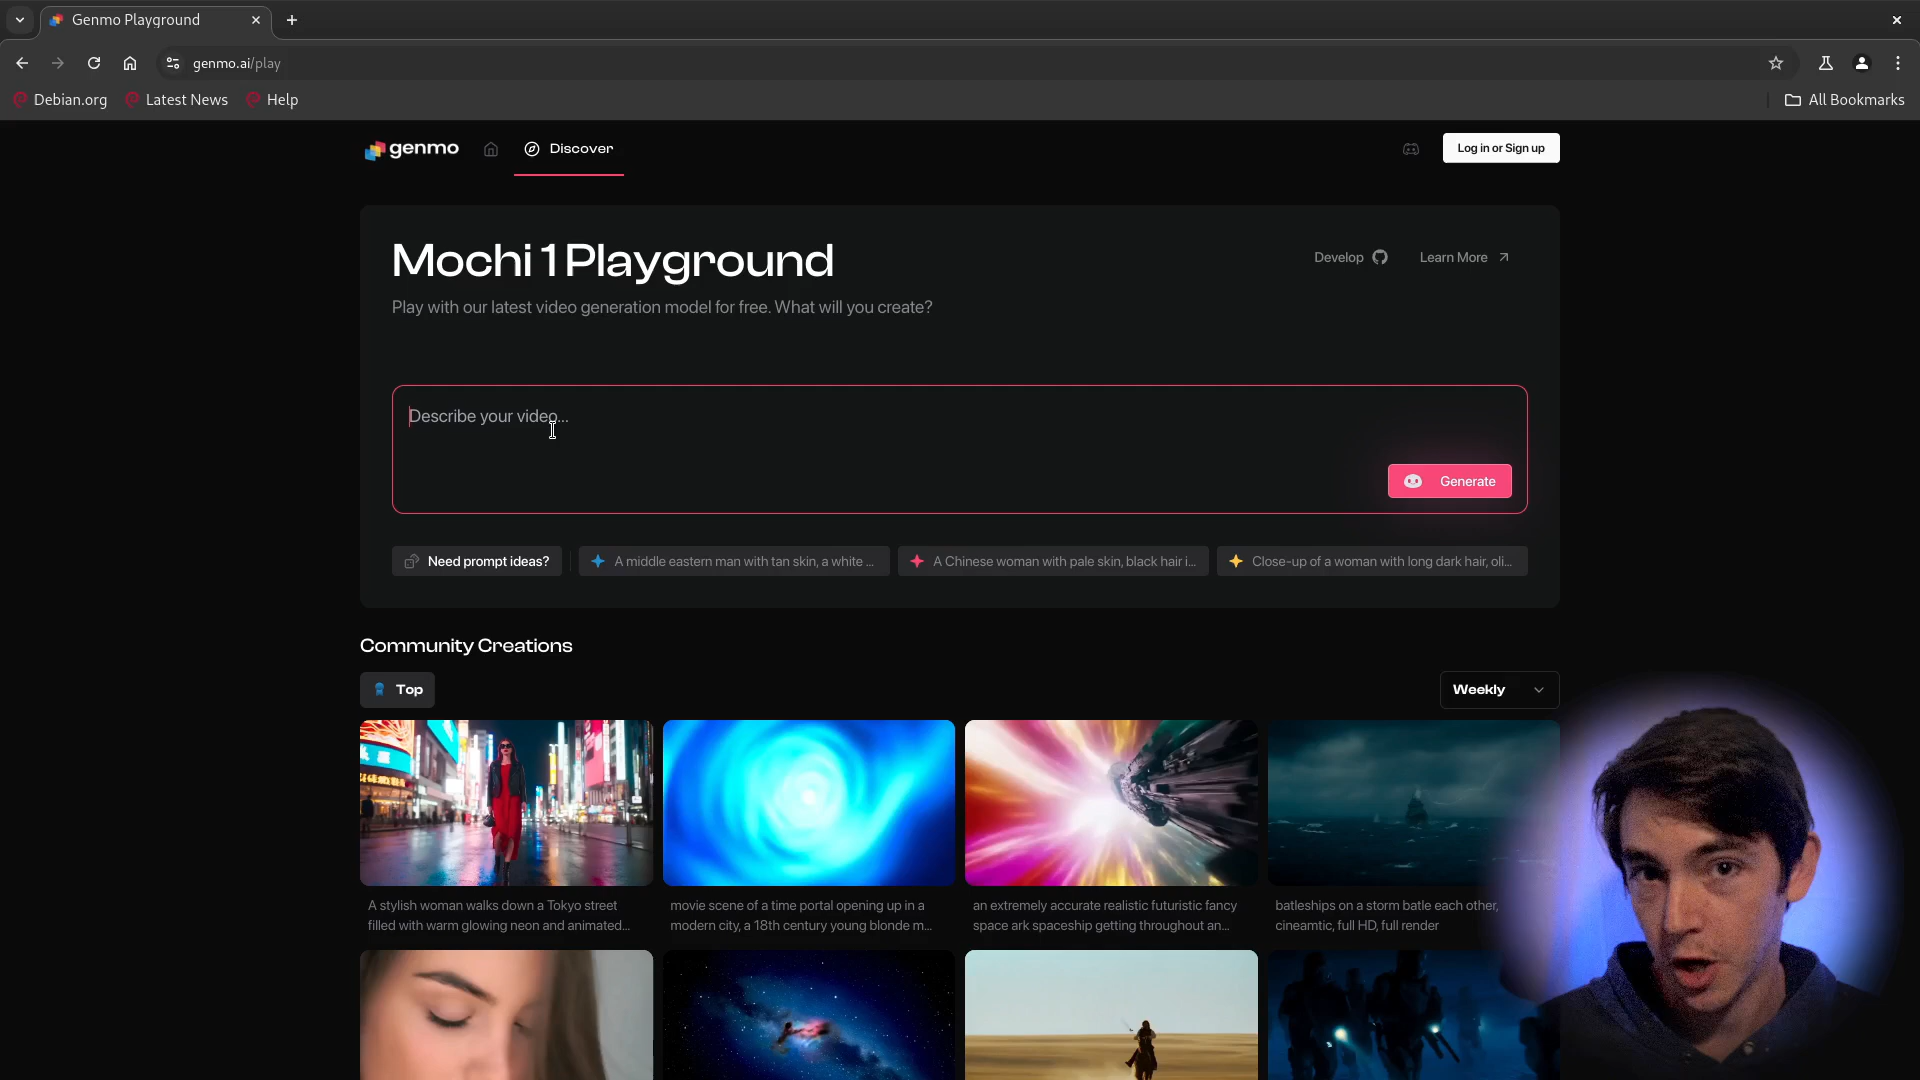 Genmo Playground
genmo.ai/play
Debian.org
Latest News
Help
All Bookmarks
genmo
Discover
Log in or Sign up
Mochi 1 Playground
Develop
Learn More
Play with our latest video generation model for free. What will you create?
Describe your video...
Generate
Need prompt ideas?
A middle eastern man with tan skin, a white ...
A Chinese woman with pale skin, black hair i...
Close-up of a woman with long dark hair, oli...
Community Creations
Top
Weekly
A stylish woman walks down a Tokyo street
filled with warm glowing neon and animated...
movie scene of a time portal opening up in a
modern city, a 18th century young blonde m...
an extremely accurate realistic futuristic fancy
space ark spaceship getting throughout an...
batleships on a storm batle each other,
cineamtic, full HD, full render